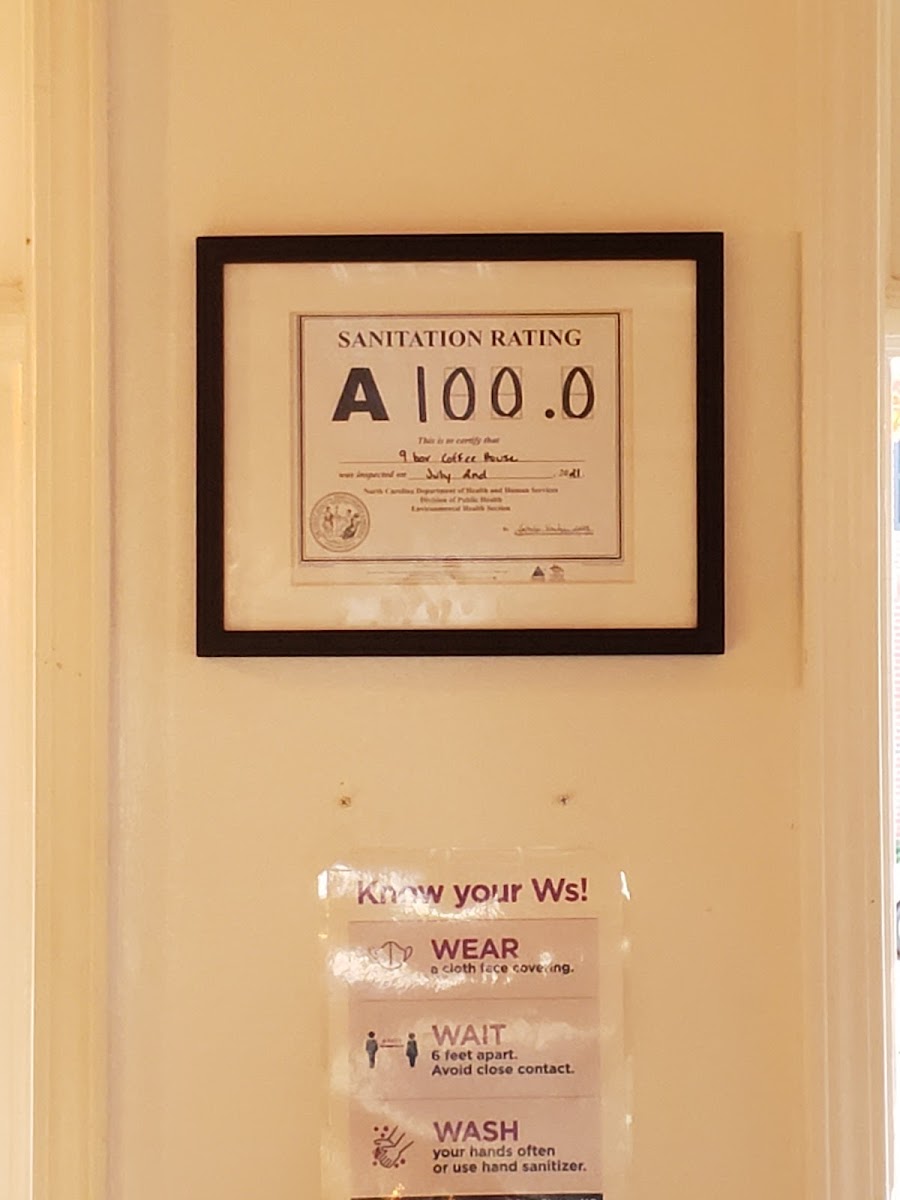 SANITATION RATING
A 100.0
This is to certify that
9 bar Coffee House
was inspected on July 2nd, 2021.
North Carolina Department of Health and Human Services
Division of Public Health
Environmental Health Section
Know your Ws!
WEAR
a cloth face covering.
WAIT
6 feet apart.
Avoid close contact.
WASH
your hands often
or use hand sanitizer.